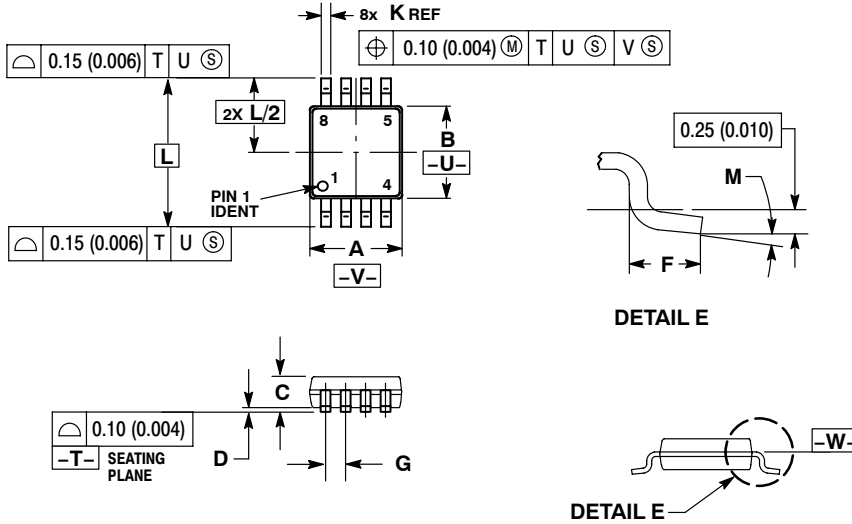 8x K REF
⌖ 0.10 (0.004) Ⓜ T U Ⓢ V Ⓢ
⌓ 0.15 (0.006) T U Ⓢ
2X L/2
8 5
B
–U–
L
1
4
PIN 1
IDENT
⌓ 0.15 (0.006) T U Ⓢ
A
–V–
0.25 (0.010)
M
F
DETAIL E
C
⌓ 0.10 (0.004)
–T– SEATING
PLANE
D
G
–W–
DETAIL E